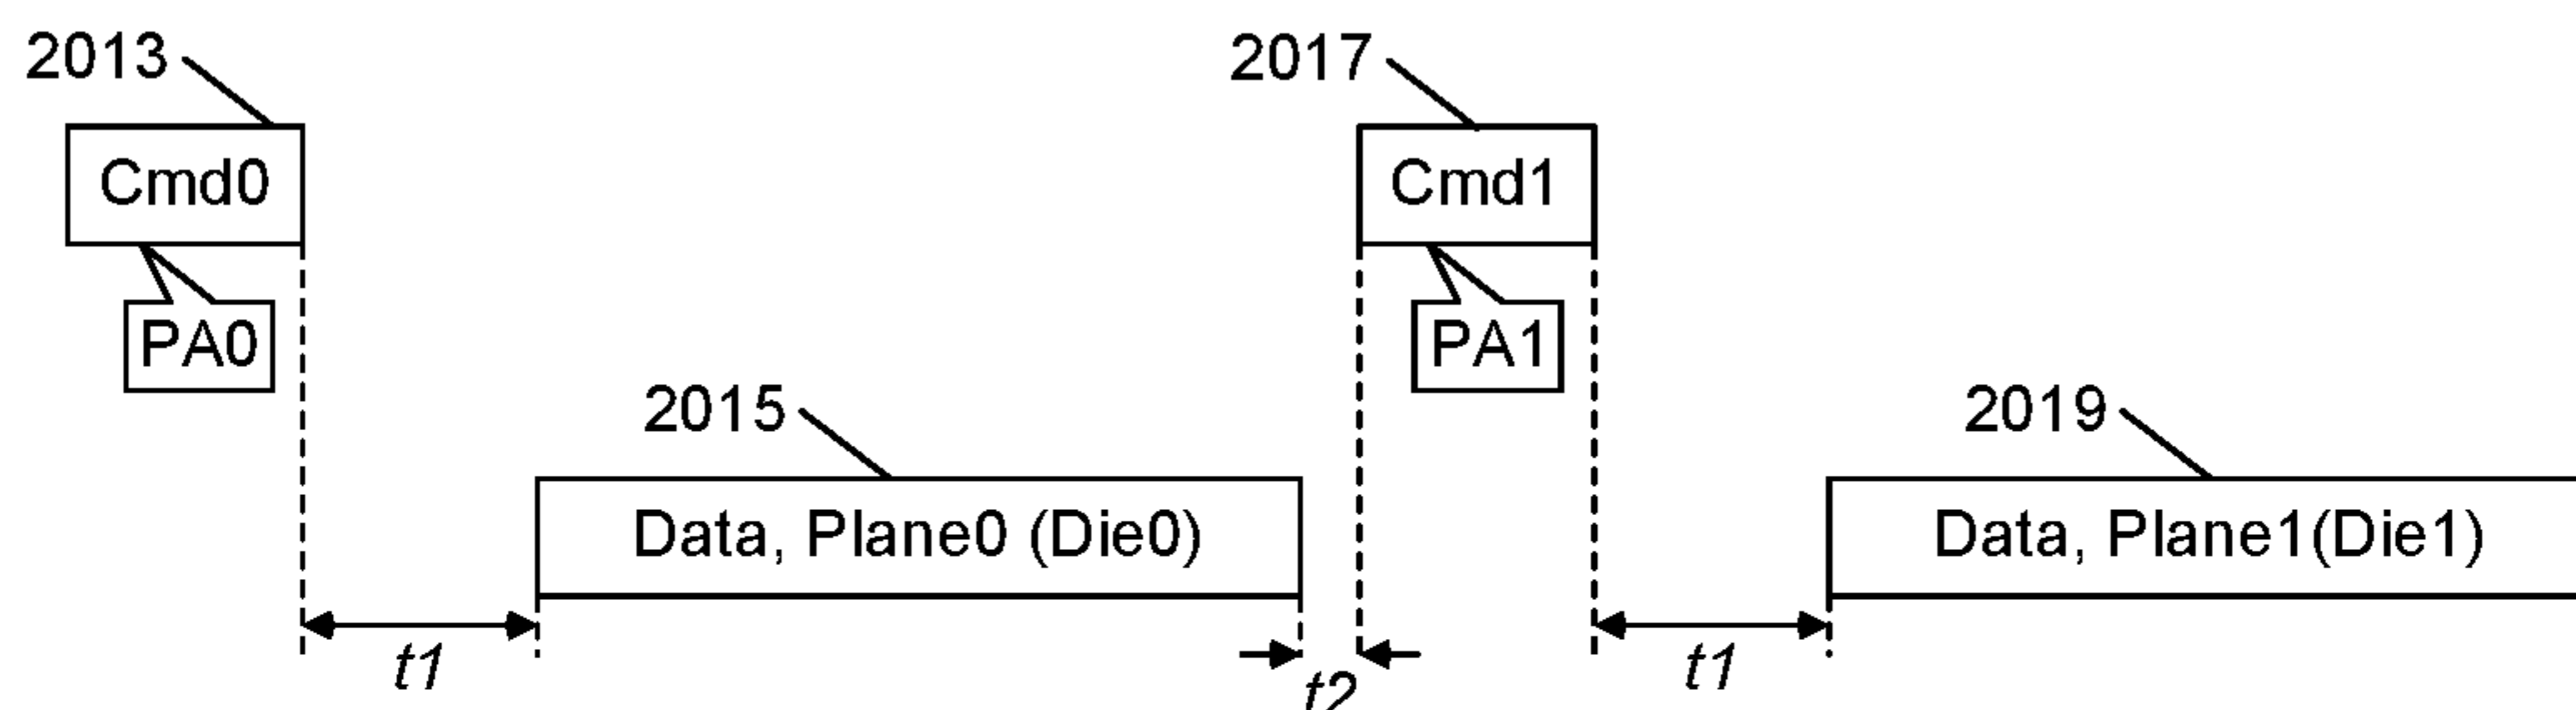 2013
2017
Cmd0
Cmd1
PA0
PA1
2015
2019
Data, Plane0 (Die0)
Data, Plane1(Die1)
t1
t2
t1